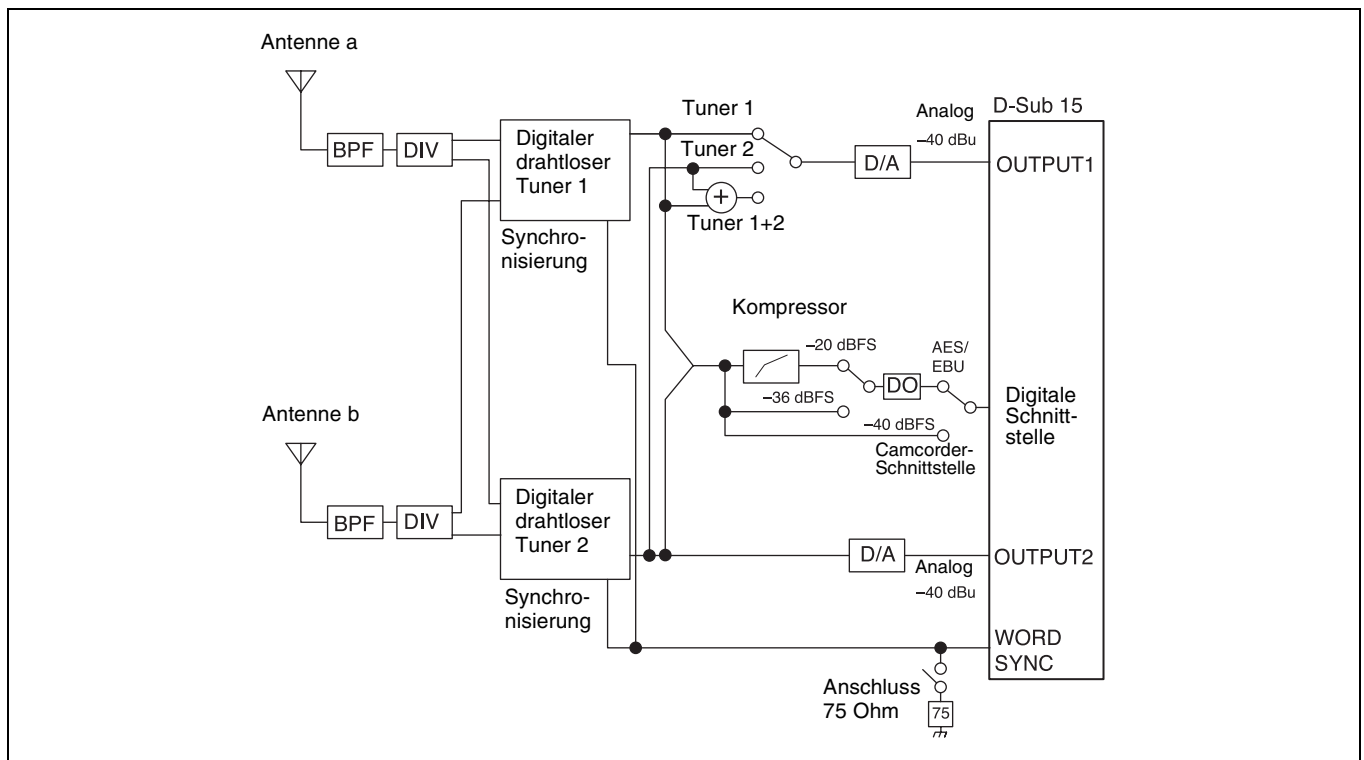 Antenne a
BPF
DIV
Digitaler
drahtloser
Tuner 1
Synchro-
nisierung
Tuner 1
Tuner 2
+
Tuner 1+2
D/A
Analog
–40 dBu
D-Sub 15
OUTPUT1
Kompressor
–20 dBFS
–36 dBFS
–40 dBFS
DO
AES/
EBU
Camcorder-
Schnittstelle
Digitale
Schnitt-
stelle
Antenne b
BPF
DIV
Digitaler
drahtloser
Tuner 2
Synchro-
nisierung
D/A
Analog
–40 dBu
OUTPUT2
WORD
SYNC
Anschluss
75 Ohm
75